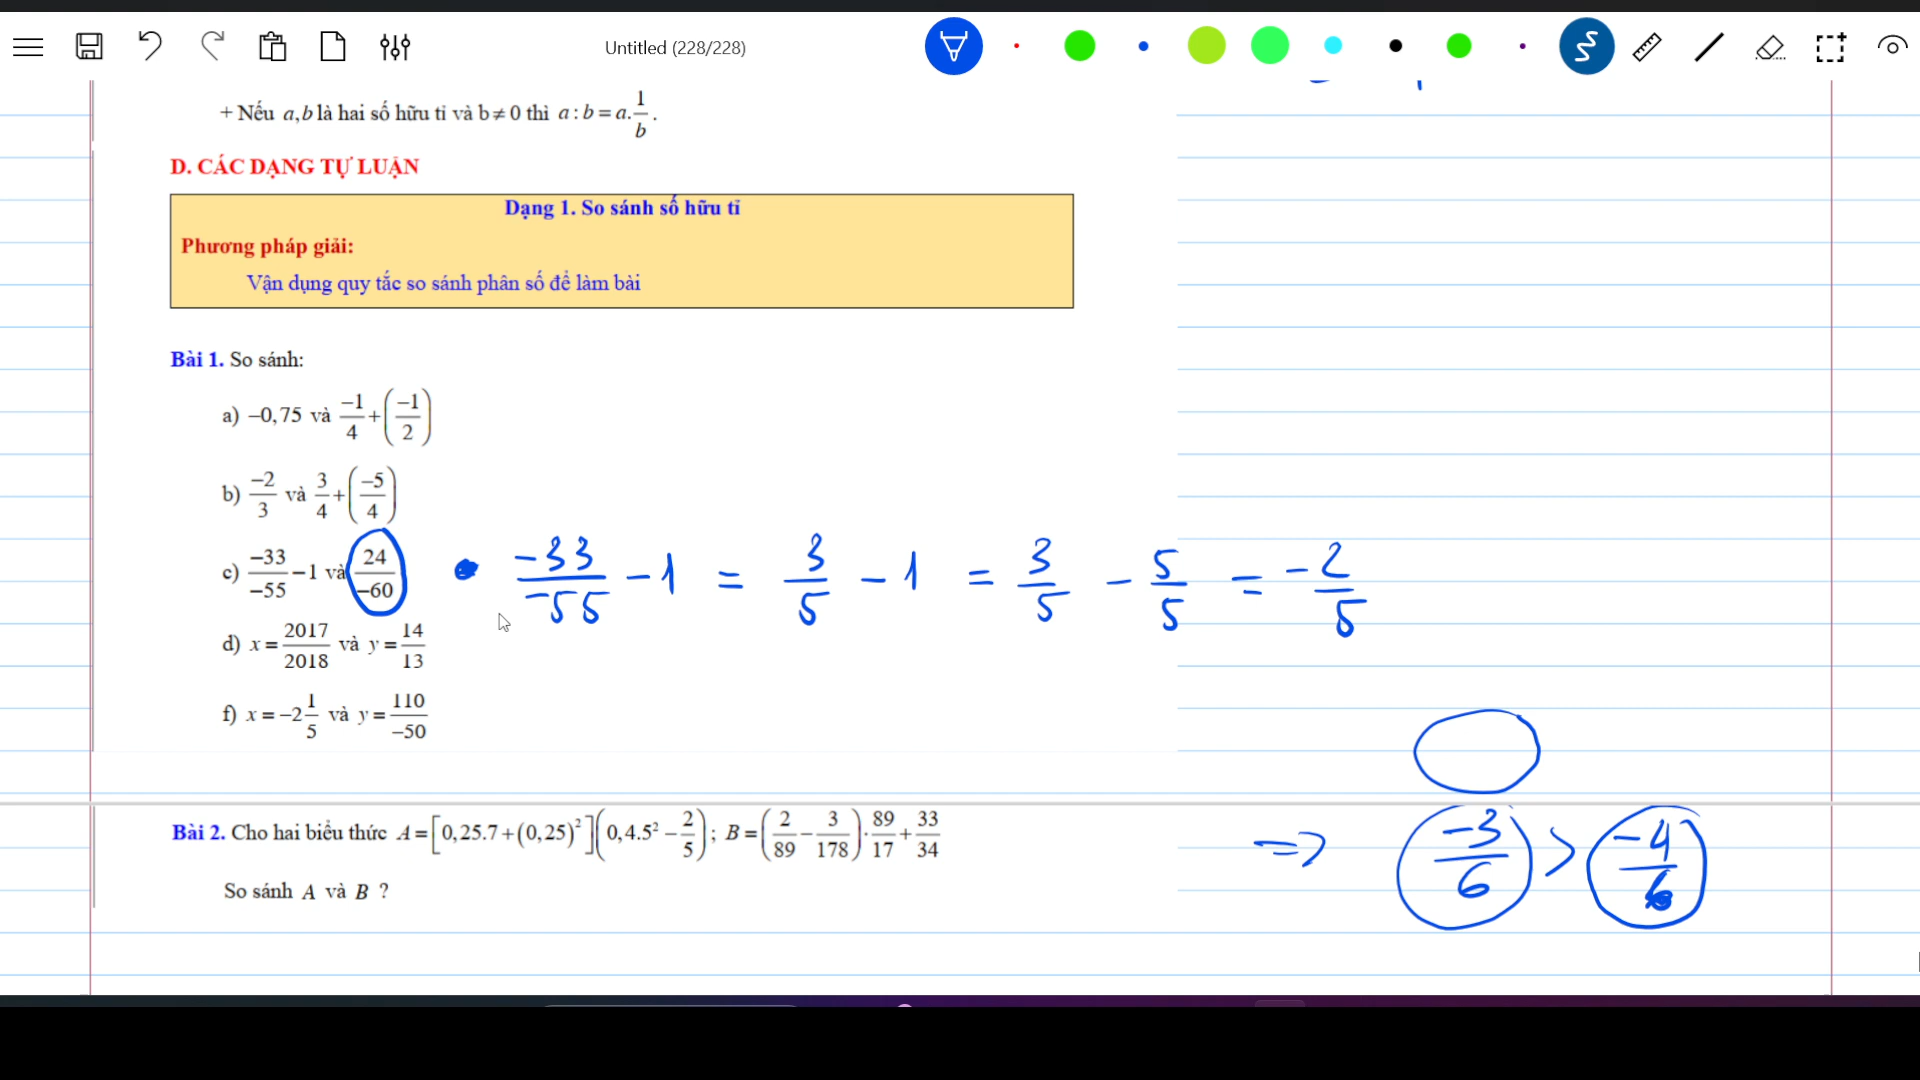 Untitled (228/228)
+ Nếu a,b là hai số hữu tỉ và b ≠ 0 thì a : b = a. 1/b .
D. CÁC DẠNG TỰ LUẬN
Dạng 1. So sánh số hữu tỉ
Phương pháp giải:
Vận dụng quy tắc so sánh phân số để làm bài
Bài 1. So sánh:
a) −0,75 và −1/4 + (−1/2)
b) −2/3 và 3/4 + (−5/4)
c) −33/−55 −1 và 24/−60
• −33/−55 − 1 = 3/5 − 1 = 3/5 − 5/5 = −2/5
d) x = 2017/2018 và y = 14/13
f) x = −2 1/5 và y = 110/−50
Bài 2. Cho hai biểu thức A = [0,25.7 + (0,25)²](0,4.5² − 2/5) ; B = (2/89 − 3/178) . 89/17 + 33/34
=> −3/6 > −4/6
So sánh A và B ?